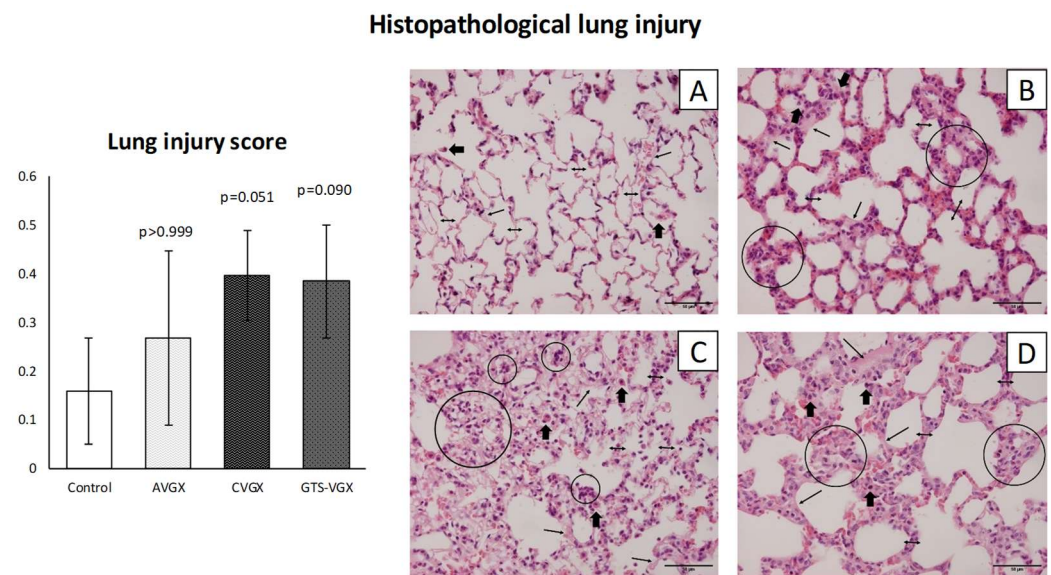 Histopathological lung injury
Lung injury score
0.6
0.5
0.4
0.3
0.2
0.1
0
p>0.999
p=0.051
p=0.090
Control
AVGX
CVGX
GTS-VGX
A
B
C
D